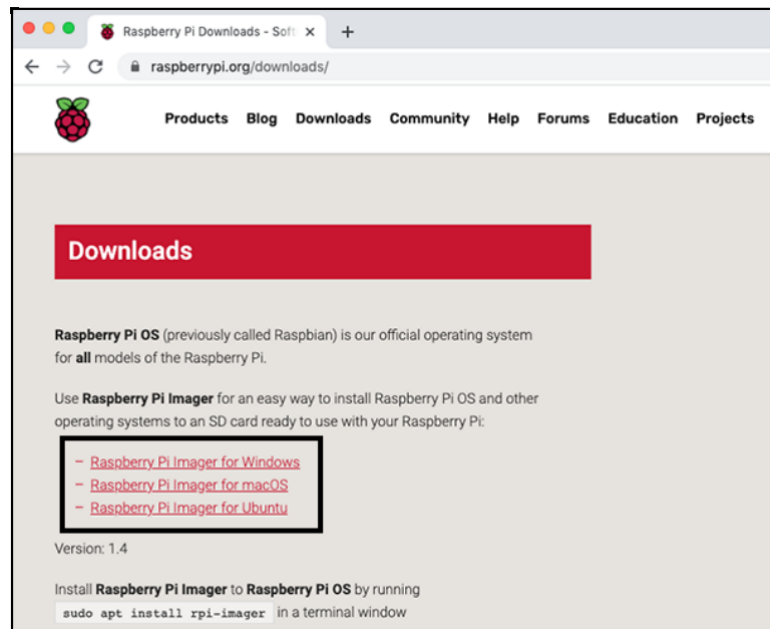 Raspberry Pi Downloads - Soft
raspberrypi.org/downloads/
Products Blog Downloads Community Help Forums Education Projects
Downloads
Raspberry Pi OS (previously called Raspbian) is our official operating system
for all models of the Raspberry Pi.
Use Raspberry Pi Imager for an easy way to install Raspberry Pi OS and other
operating systems to an SD card ready to use with your Raspberry Pi:
– Raspberry Pi Imager for Windows
– Raspberry Pi Imager for macOS
– Raspberry Pi Imager for Ubuntu
Version: 1.4
Install Raspberry Pi Imager to Raspberry Pi OS by running
sudo apt install rpi-imager in a terminal window